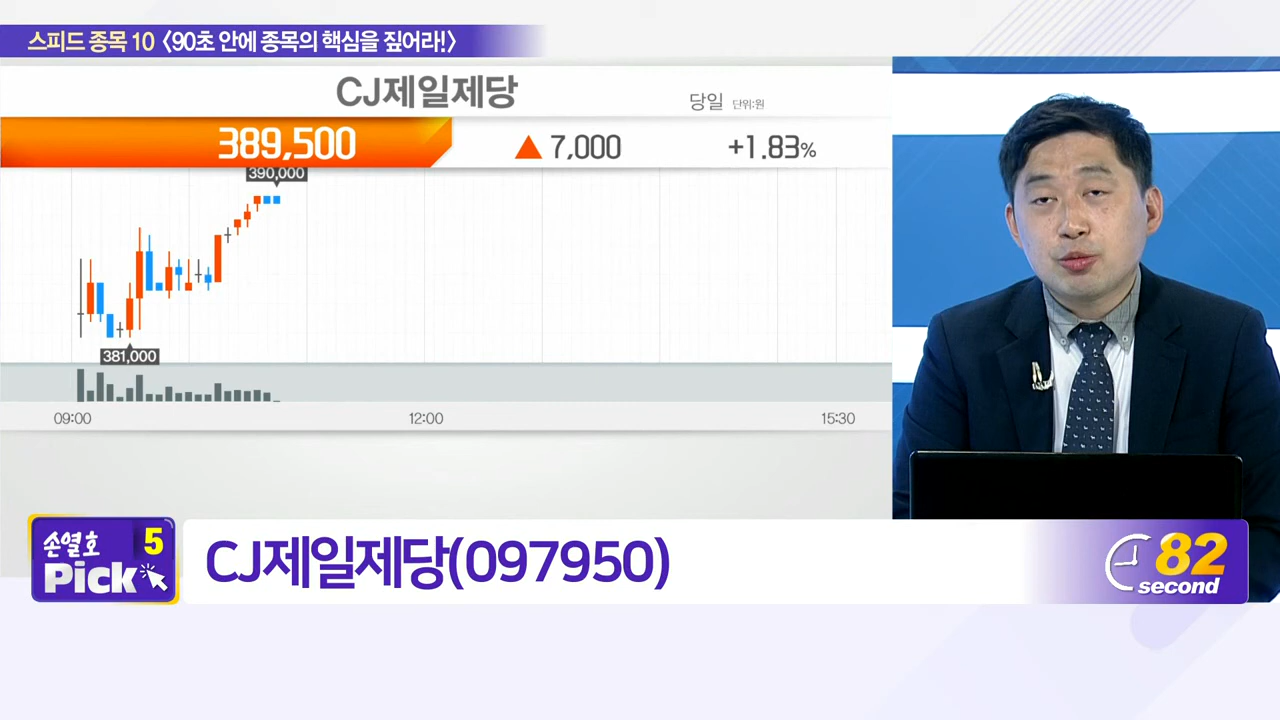 스피드 종목 10 〈90초 안에 종목의 핵심을 짚어라!〉
CJ제일제당
당일 단위:원
389,500 ▲ 7,000 +1.83%
390,000
381,000
09:00 12:00 15:30
손열호 5
Pick
CJ제일제당(097950)
82
second